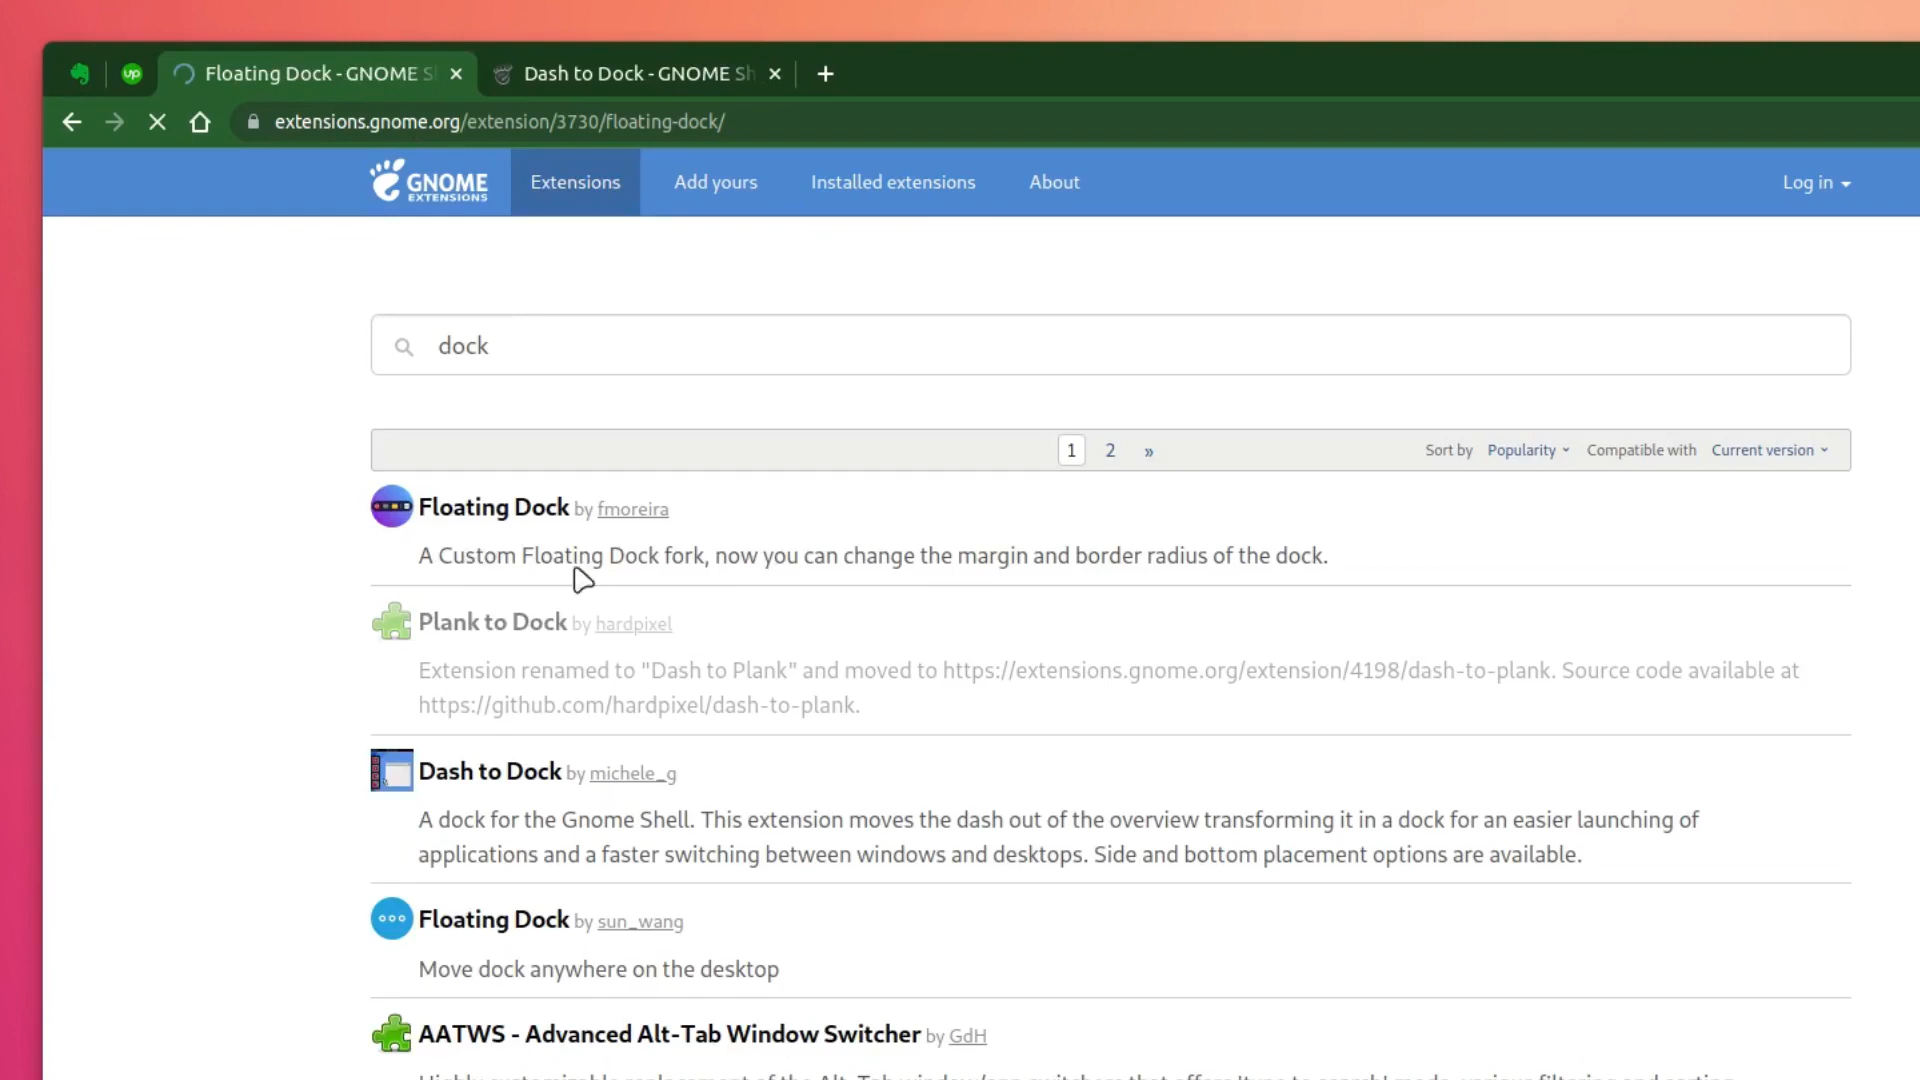 up Floating Dock - GNOME S Dash to Dock - GNOME Sh
extensions.gnome.org/extension/3730/floating-dock/
GNOME EXTENSIONS Extensions Add yours Installed extensions About Log in
dock
1 2 » Sort by Popularity Compatible with Current version
Floating Dock by fmoreira
A Custom Floating Dock fork, now you can change the margin and border radius of the dock.
Plank to Dock by hardpixel
Extension renamed to "Dash to Plank" and moved to https://extensions.gnome.org/extension/4198/dash-to-plank. Source code available at
https://github.com/hardpixel/dash-to-plank.
Dash to Dock by michele_g
A dock for the Gnome Shell. This extension moves the dash out of the overview transforming it in a dock for an easier launching of
applications and a faster switching between windows and desktops. Side and bottom placement options are available.
Floating Dock by sun_wang
Move dock anywhere on the desktop
AATWS - Advanced Alt-Tab Window Switcher by GdH